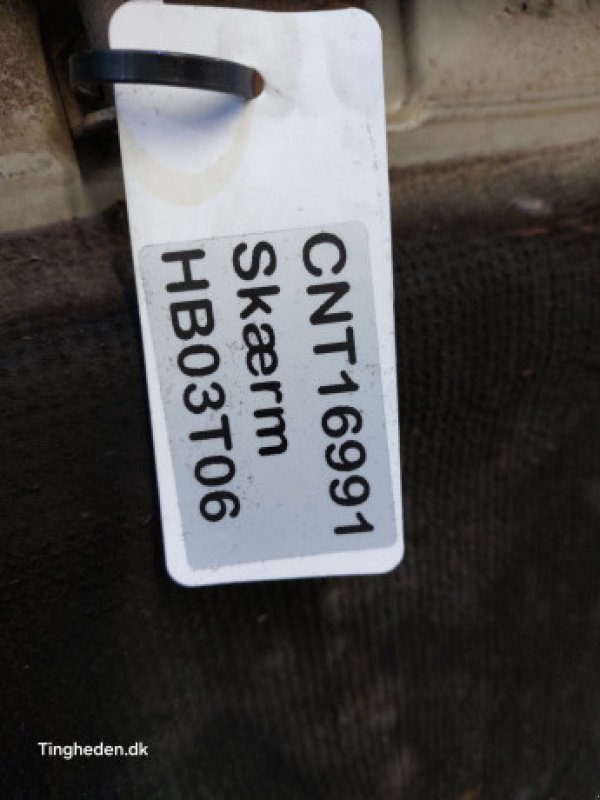 CNT16991
Skærm
HB03T06
Tingheden.dk